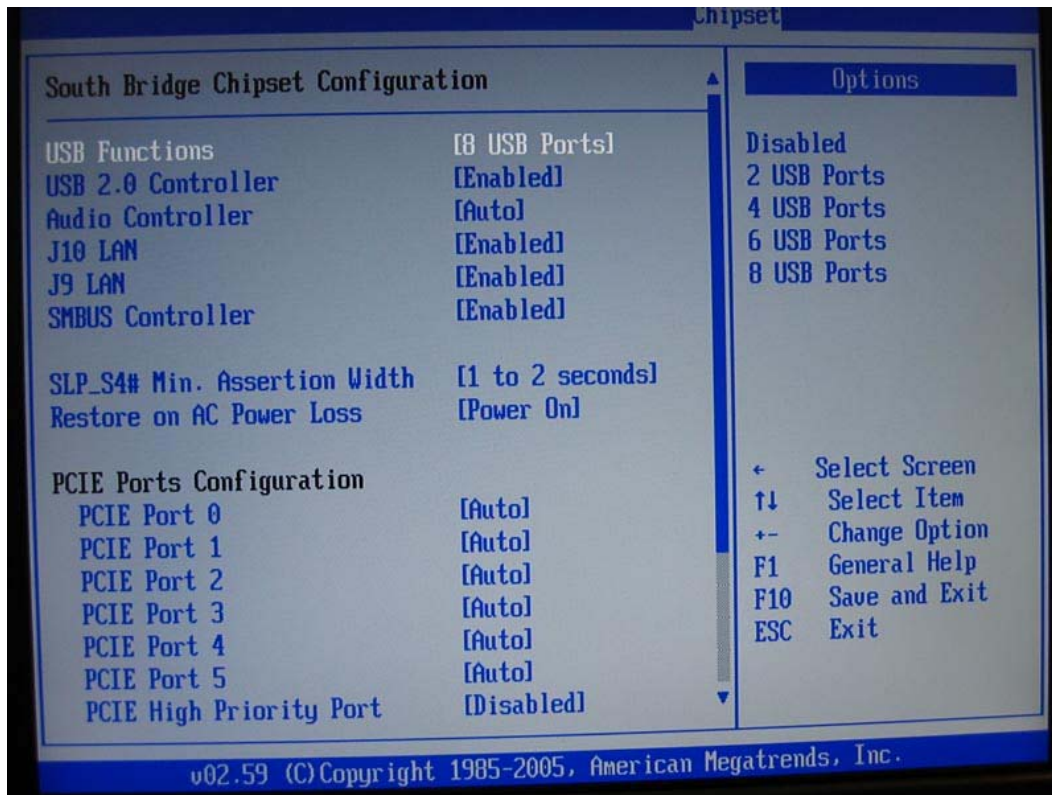 Chipset
South Bridge Chipset Configuration
USB Functions [8 USB Ports]
USB 2.0 Controller [Enabled]
Audio Controller [Auto]
J10 LAN [Enabled]
J9 LAN [Enabled]
SMBUS Controller [Enabled]
SLP_S4# Min. Assertion Width [1 to 2 seconds]
Restore on AC Power Loss [Power On]
PCIE Ports Configuration
PCIE Port 0 [Auto]
PCIE Port 1 [Auto]
PCIE Port 2 [Auto]
PCIE Port 3 [Auto]
PCIE Port 4 [Auto]
PCIE Port 5 [Auto]
PCIE High Priority Port [Disabled]
Options
Disabled
2 USB Ports
4 USB Ports
6 USB Ports
8 USB Ports
← Select Screen
↑↓ Select Item
+- Change Option
F1 General Help
F10 Save and Exit
ESC Exit
v02.59 (C)Copyright 1985-2005, American Megatrends, Inc.